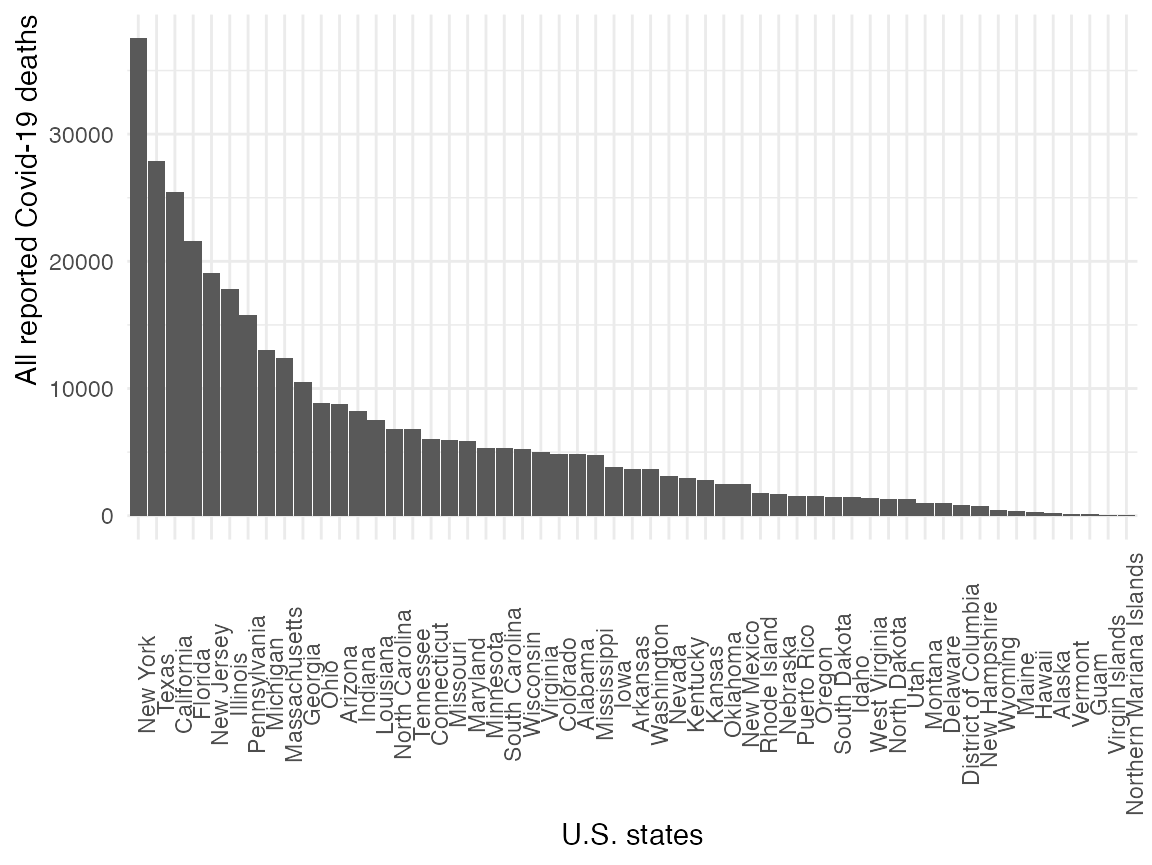 All reported Covid-19 deaths
30000
20000
10000
0
New York
Texas
California
Florida
New Jersey
Illinois
Pennsylvania
Michigan
Massachusetts
Georgia
Ohio
Arizona
Indiana
Louisiana
North Carolina
Tennessee
Connecticut
Missouri
Maryland
Minnesota
South Carolina
Wisconsin
Virginia
Colorado
Alabama
Mississippi
Iowa
Arkansas
Washington
Nevada
Kentucky
Kansas
Oklahoma
New Mexico
Rhode Island
Nebraska
Puerto Rico
Oregon
South Dakota
Idaho
West Virginia
North Dakota
Utah
Montana
Delaware
District of Columbia
New Hampshire
Wyoming
Maine
Hawaii
Alaska
Vermont
Guam
Virgin Islands
Northern Mariana Islands
U.S. states